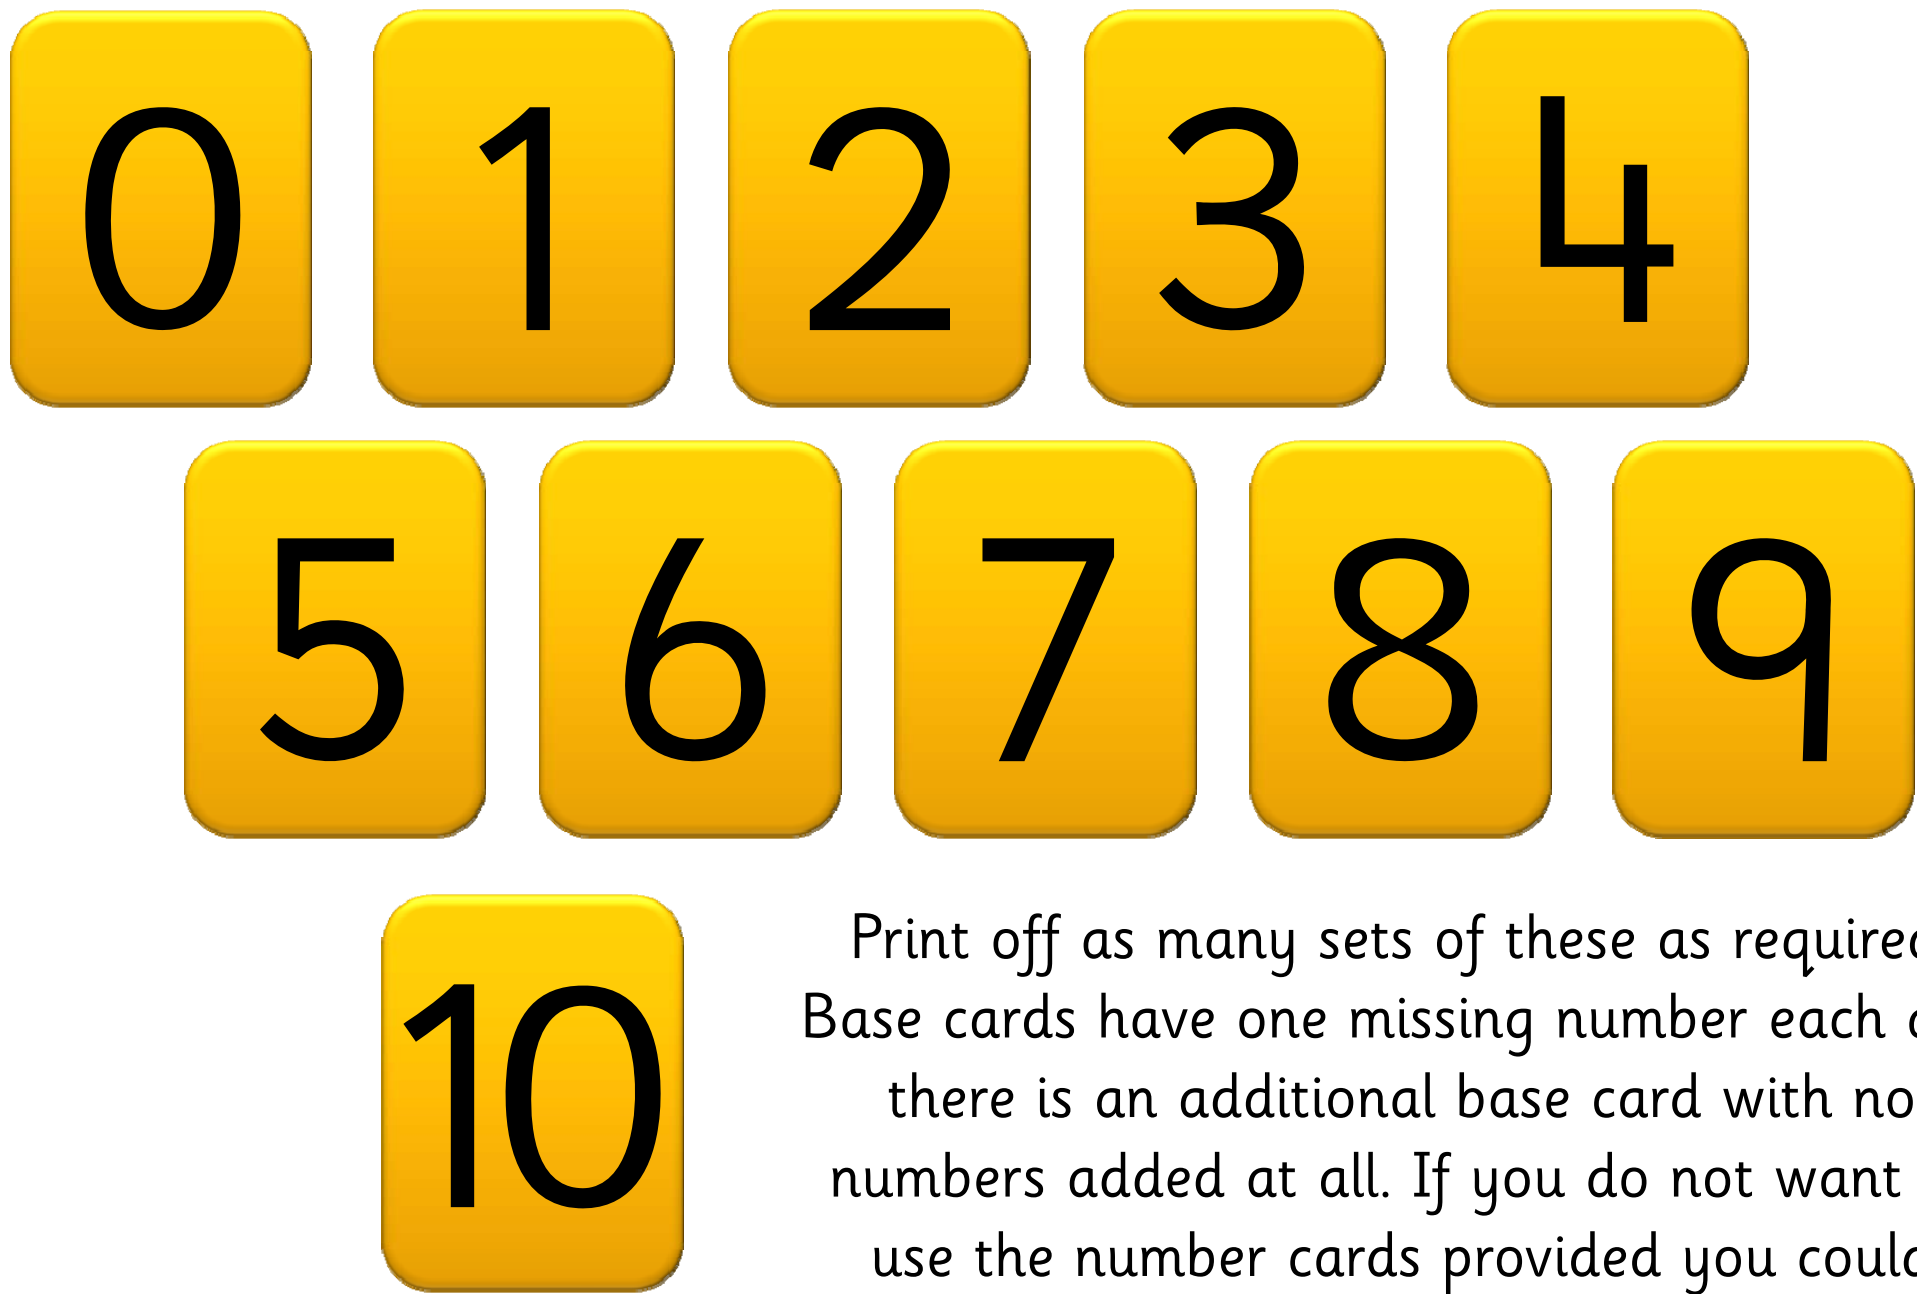 0 1 2 3 4
5 6 7 8 9
10
Print off as many sets of these as
Base cards have one missing number each
there is an additional base card with no
numbers added at all. If you do not want
use the number cards provided you